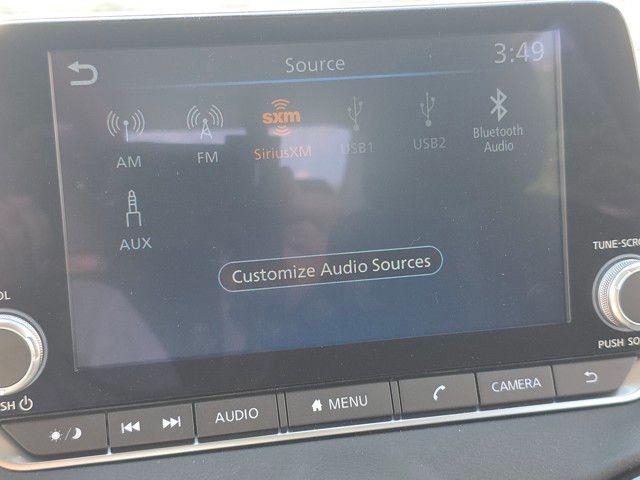 Source
3:49
AM
FM
sxm
SiriusXM
USB1
USB2
Bluetooth
Audio
AUX
Customize Audio Sources
OL
TUNE-SCRO
SH
PUSH SO
AUDIO
MENU
CAMERA